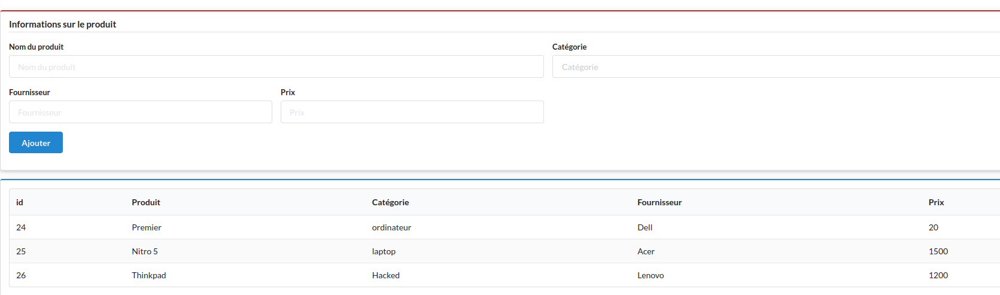 Informations sur le produit
Nom du produit Catégorie
Nom du produit Catégorie
Fournisseur Prix
Fournisseur Prix
Ajouter
id Produit Catégorie Fournisseur Prix
24 Premier ordinateur Dell 20
25 Nitro 5 laptop Acer 1500
26 Thinkpad Hacked Lenovo 1200